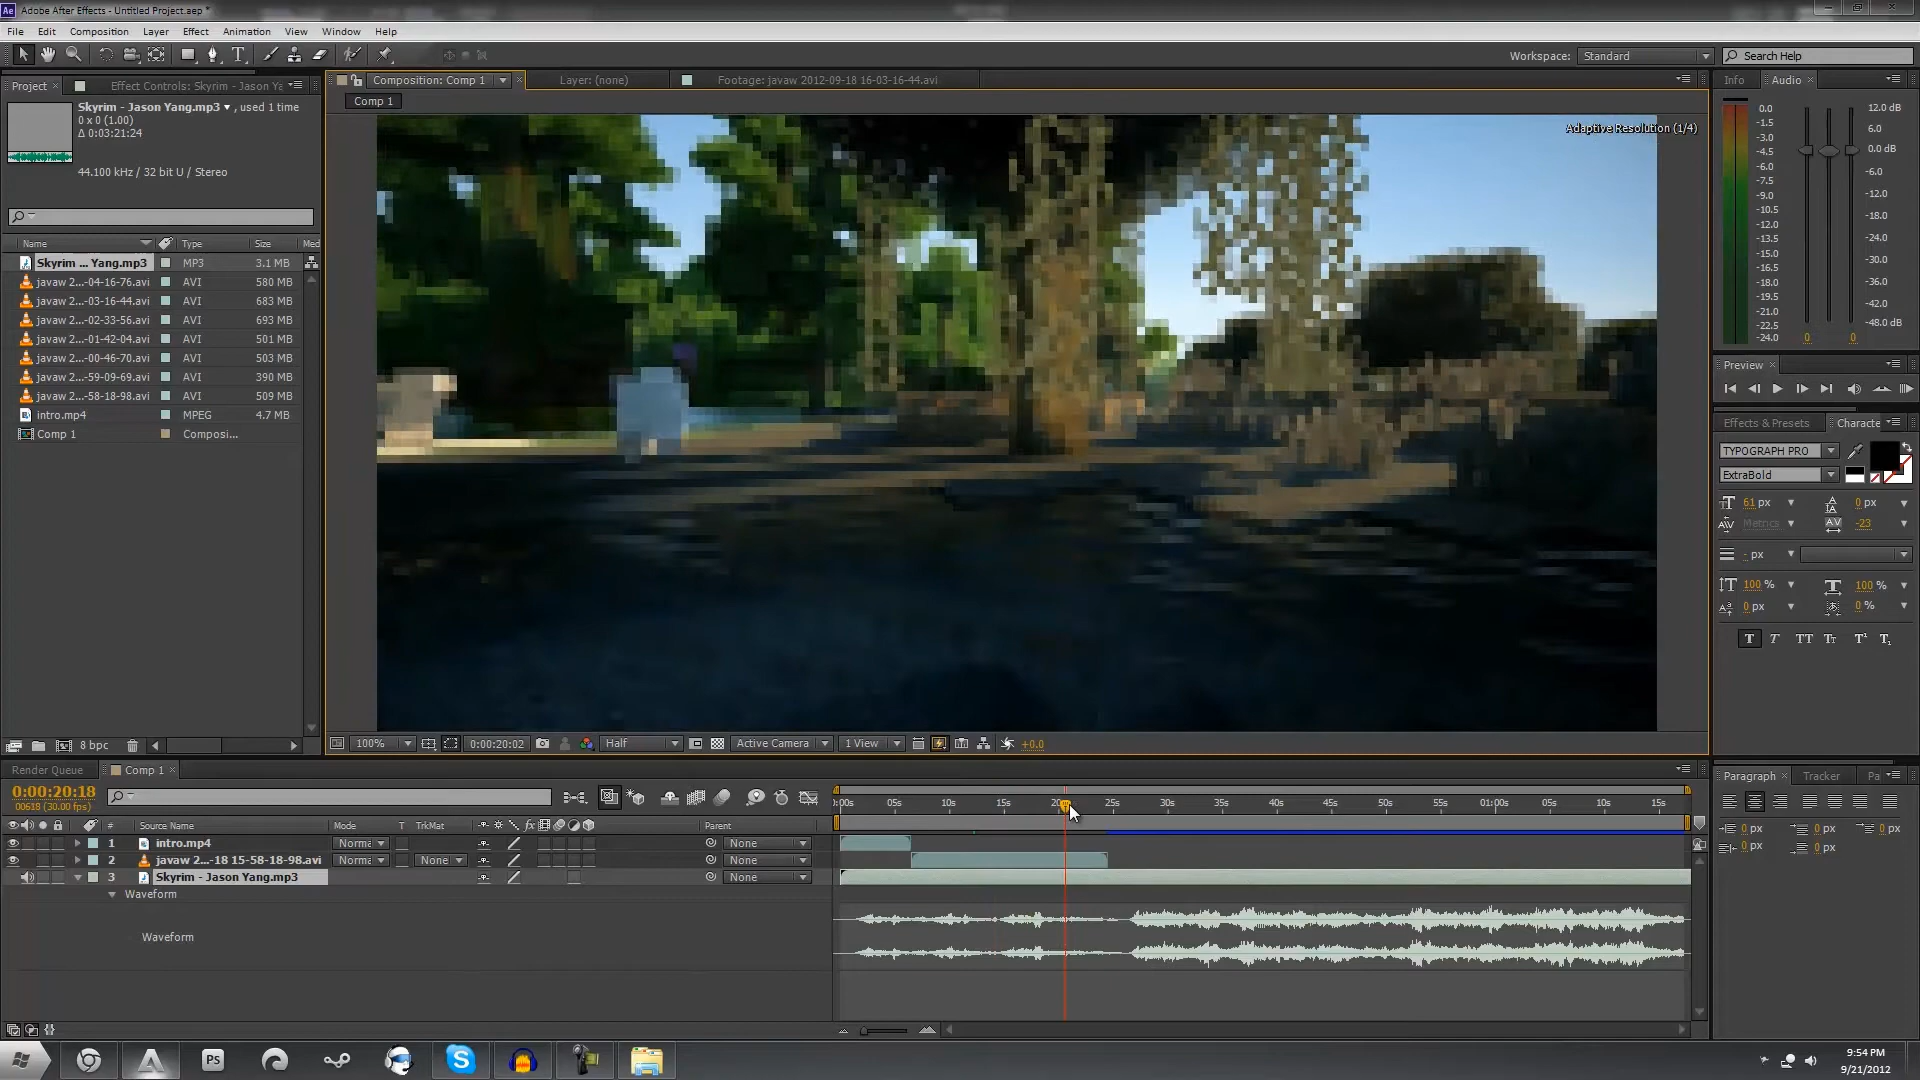 Adobe After Effects - Untitled Project.aep *
File Edit Composition Layer Effect Animation View Window Help
Workspace: Standard Search Help
Project Effect Controls: Skyrim - Jason Ya
Composition: Comp 1 Layer: (none) Footage: javaw 2012-09-18 16-03-16-44.avi
Info Audio
Comp 1
Skyrim - Jason Yang.mp3 , used 1 time
0 x 0 (1.00)
Δ 0:03:21:24
44.100 kHz / 32 bit U / Stereo
Adaptive Resolution (1/4)
0.0
-1.5
-3.0
-4.5
-6.0
-7.5
-9.0
-10.5
-12.0
-13.5
-15.0
-16.5
-18.0
-19.5
-21.0
-22.5
-24.0
12.0 dB
6.0
0.0 dB
-6.0
-12.0
-18.0
-24.0
-30.0
-36.0
-42.0
-48.0 dB
0 0
Name Type Size Med
Skyrim ... Yang.mp3 MP3 3.1 MB
javaw 2...-04-16-76.avi AVI 580 MB
javaw 2...-03-16-44.avi AVI 683 MB
javaw 2...-02-33-56.avi AVI 693 MB
javaw 2...-01-42-04.avi AVI 501 MB
javaw 2...-00-46-70.avi AVI 503 MB
javaw 2...-59-09-69.avi AVI 390 MB
javaw 2...-58-18-98.avi AVI 509 MB
intro.mp4 MPEG 4.7 MB
Comp 1 Composi...
8 bpc
Preview
Effects & Presets Characte
TYPOGRAPH PRO
ExtraBold
61 px 0 px
Metrics -23
- px
100 % 100 %
0 px 0 %
T T TT Tr T¹ T,
100% 0:00:20:02 Half Active Camera 1 View +0.0
Render Queue Comp 1
0:00:20:18
00618 (30.00 fps)
# Source Name Mode T TrkMat fx Parent
1 intro.mp4 Norma None
2 javaw 2...-18 15-58-18-98.avi Norma None None
3 Skyrim - Jason Yang.mp3 None
Waveform
Waveform
):00s 05s 10s 15s 20s 25s 30s 35s 40s 45s 50s 55s 01:00s 05s 10s 15s
Paragraph Tracker Pa
0 px 0 px 0 px
0 px 0 px
9:54 PM
9/21/2012